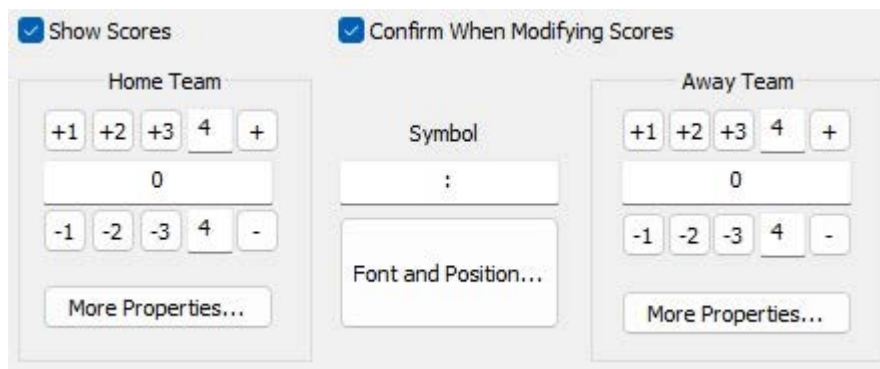 Show Scores
Confirm When Modifying Scores
Home Team
+1 +2 +3 4 +
0
-1 -2 -3 4 -
More Properties...
Symbol
:
Font and Position...
Away Team
+1 +2 +3 4 +
0
-1 -2 -3 4 -
More Properties...